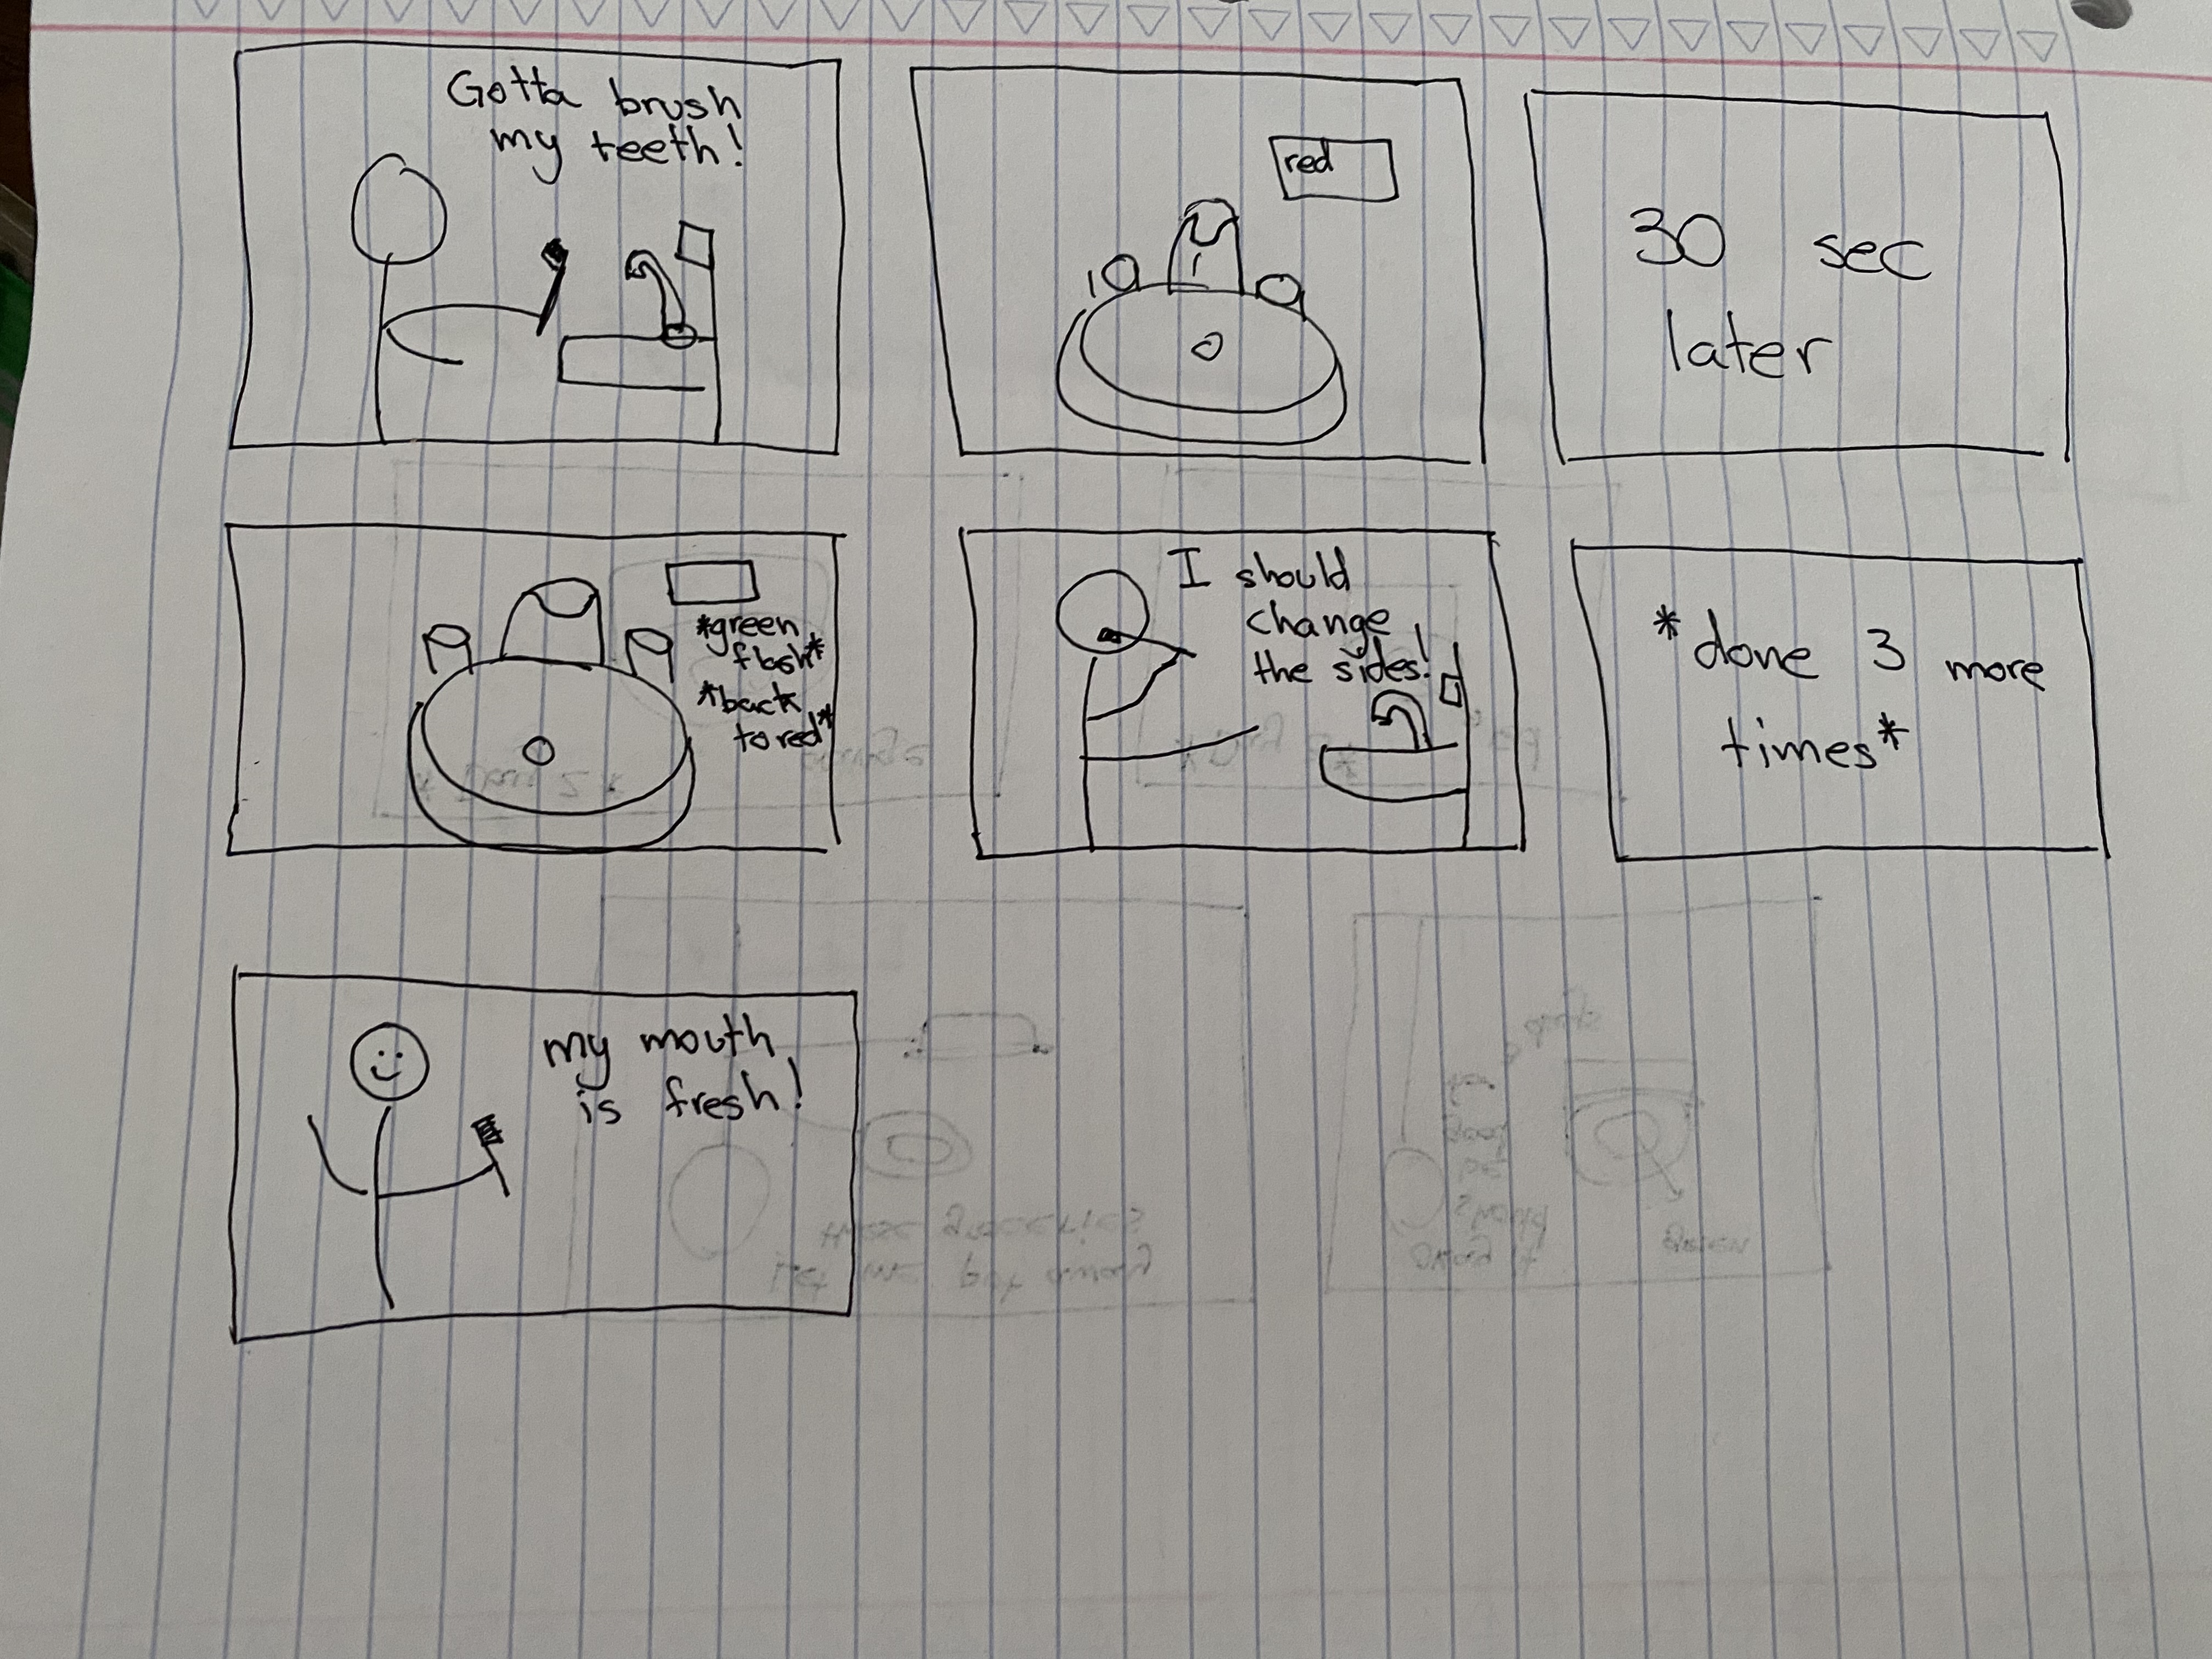 Gotta brush
my teeth!
red
30 sec
later
*green
flash*
*back
to red*
I should
change
the sides!
*done 3 more
times*
my mouth
is fresh!